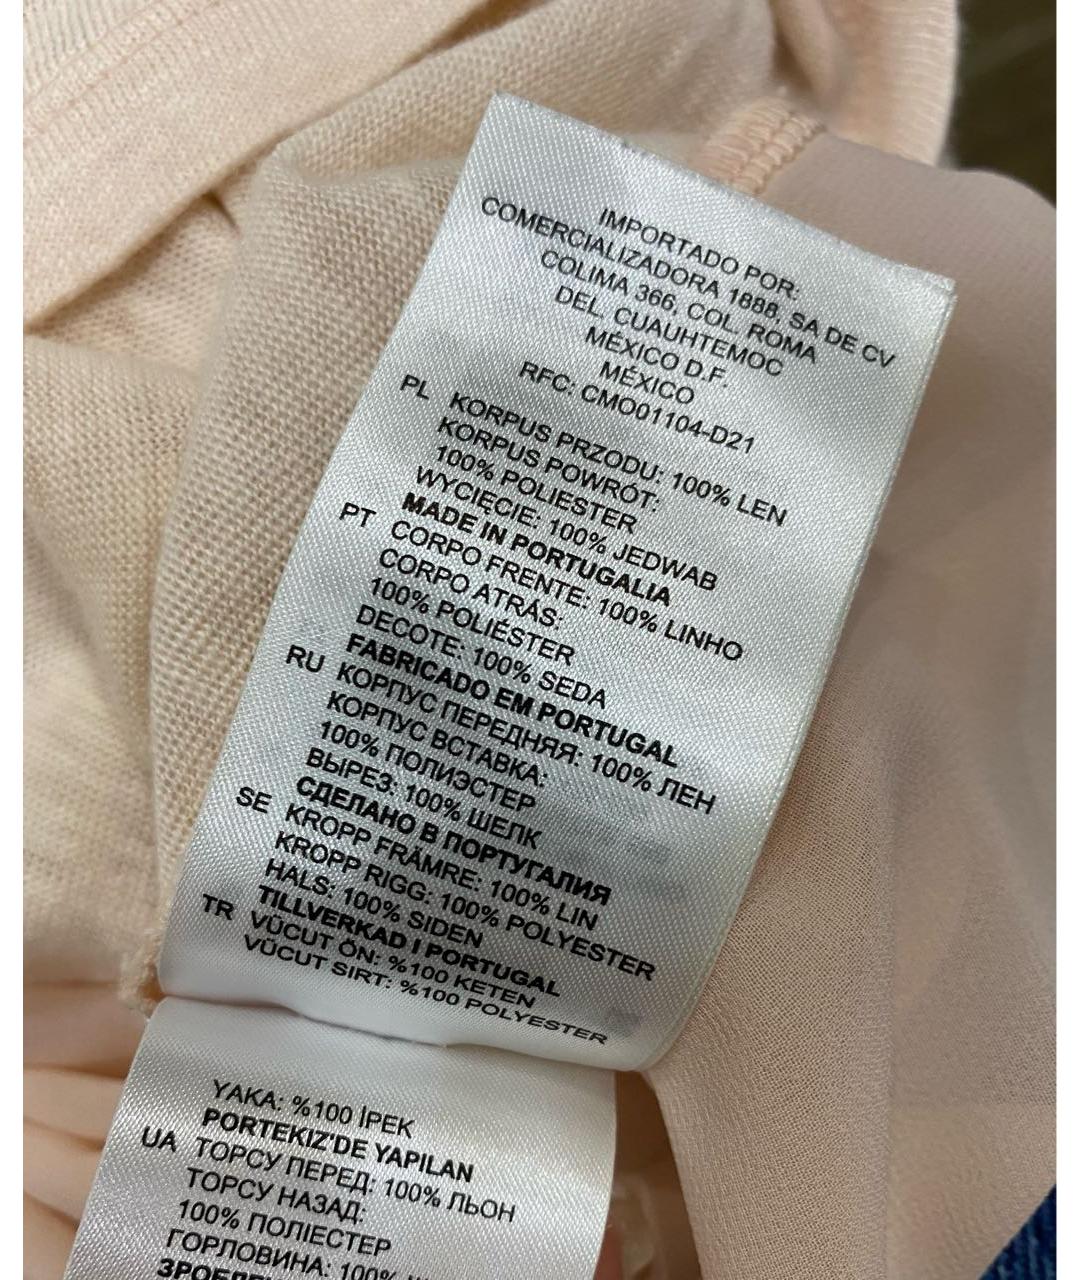 IMPORTADO POR:
COMERCIALIZADORA 1888, SA DE CV
COLIMA 366, COL. ROMA
DEL. CUAUHTEMOC
MÉXICO D.F.
MÉXICO
RFC: CMO01104-D21
PL KORPUS PRZODU: 100% LEN
KORPUS POWRÓT:
100% POLIESTER
WYCIĘCIE: 100% JEDWAB
MADE IN PORTUGALIA
PT CORPO FRENTE: 100% LINHO
CORPO ATRÁS:
100% POLIÉSTER
DECOTE: 100% SEDA
FABRICADO EM PORTUGAL
RU КОРПУС ПЕРЕДНЯЯ: 100% ЛЕН
КОРПУС ВСТАВКА:
100% ПОЛИЭСТЕР
ВЫРЕЗ: 100% ШЕЛК
СДЕЛАНО В ПОРТУГАЛИЯ
SE KROPP FRÄMRE: 100% LIN
KROPP RIGG: 100% POLYESTER
HALS: 100% SIDEN
TILLVERKAD I PORTUGAL
TR VÜCUT ÖN: %100 KETEN
VÜCUT SIRT: %100 POLYESTER
YAKA: %100 İPEK
PORTEKIZ'DE YAPILAN
UA ТОРСУ ПЕРЕД: 100% ЛЬОН
ТОРСУ НАЗАД:
100% ПОЛІЕСТЕР
ГОРЛОВИНА: 100%